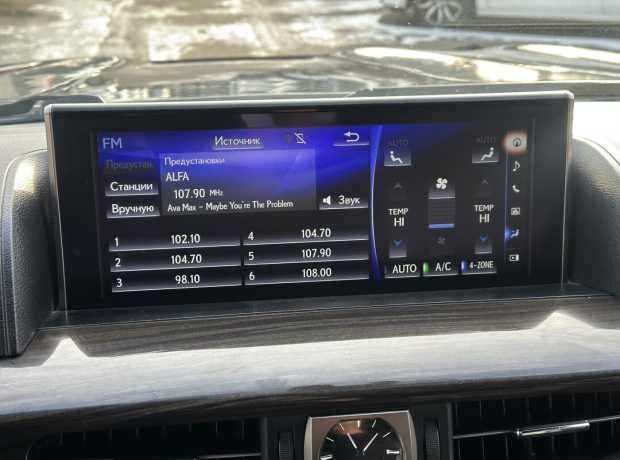 FM
Источник
Предустан.
Предустановки
ALFA
107.90 MHz
Ava Max – Maybe You're The Problem
Станции
Вручную
Звук
1 102.10
2 104.70
3 98.10
4 104.70
5 107.90
6 108.00
AUTO
AUTO
TEMP
HI
TEMP
HI
AUTO
A/C
4-ZONE